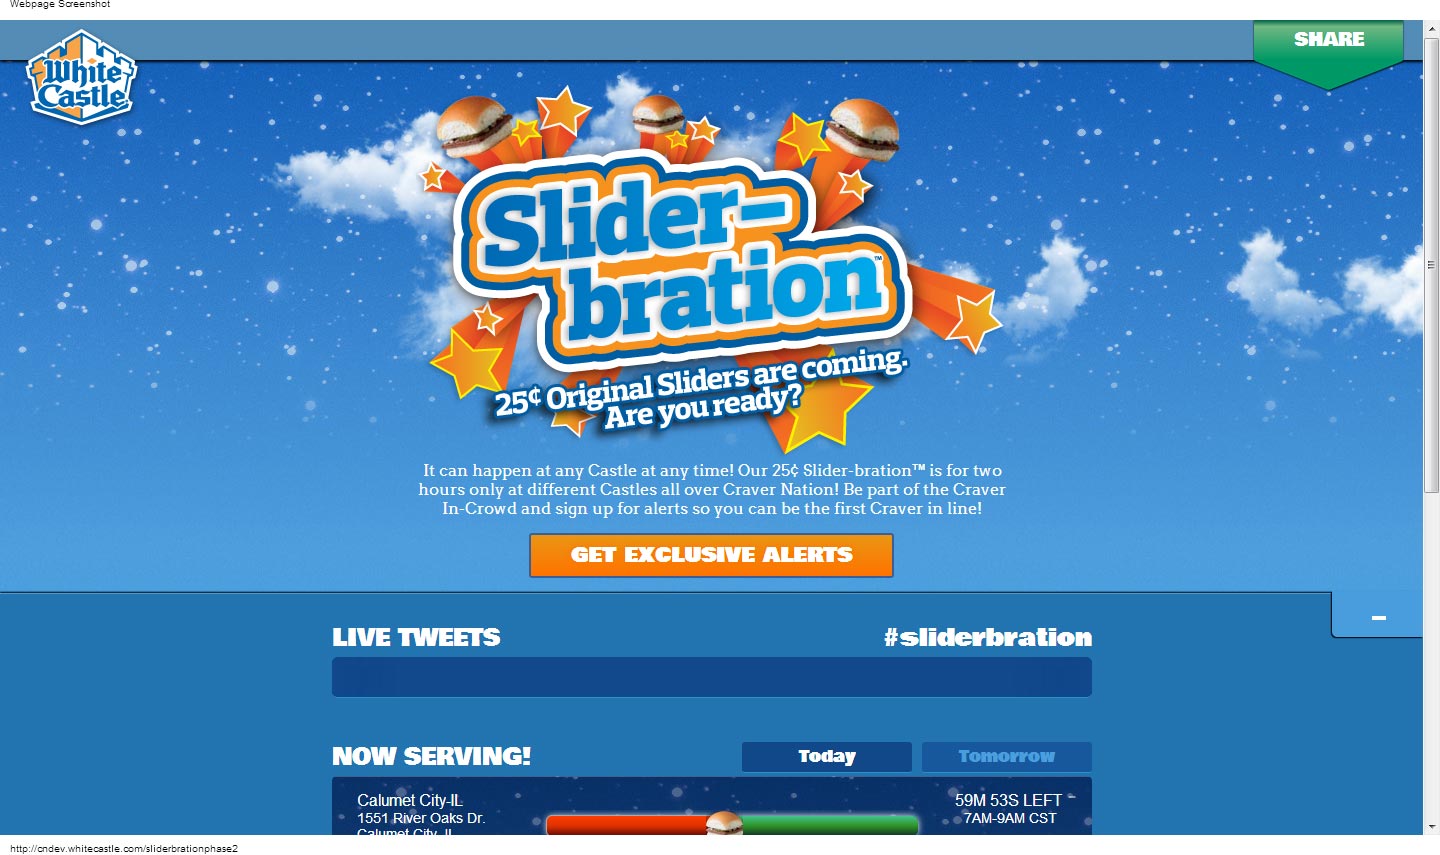 Webpage Screenshot
White
Castle
SHARE
Slider-
bration™
25¢ Original Sliders are coming.
Are you ready?
It can happen at any Castle at any time! Our 25¢ Slider-bration™ is for two
hours only at different Castles all over Craver Nation! Be part of the Craver
In-Crowd and sign up for alerts so you can be the first Craver in line!
GET EXCLUSIVE ALERTS
LIVE TWEETS
#sliderbration
NOW SERVING!
Today
Tomorrow
Calumet City-IL
59M 53S LEFT
1551 River Oaks Dr.
7AM-9AM CST
Calumet City, IL
http://cndev.whitecastle.com/sliderbrationphase2